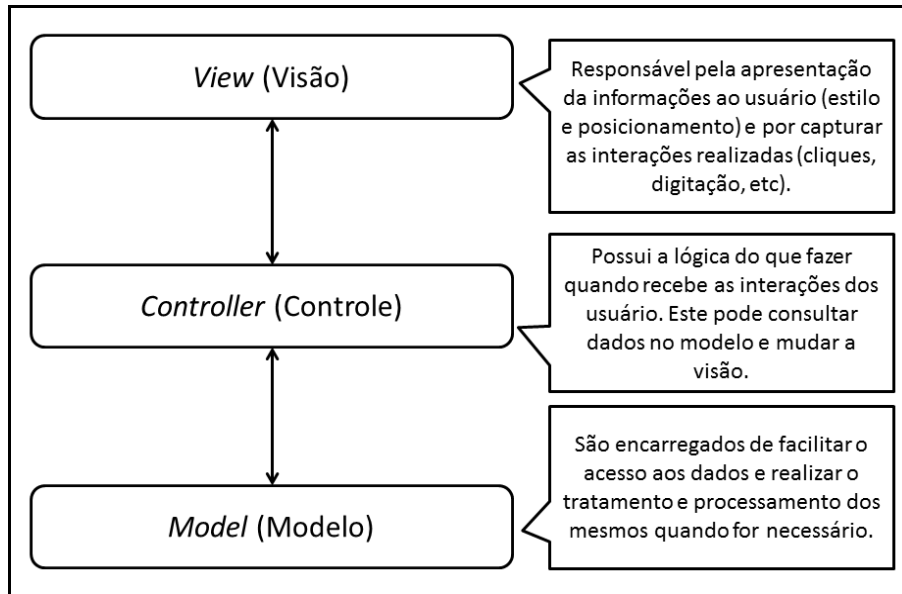 View (Visão)
Responsável pela apresentação
da informações ao usuário (estilo
e posicionamento) e por capturar
as interações realizadas (cliques,
digitação, etc).
Controller (Controle)
Possui a lógica do que fazer
quando recebe as interações dos
usuário. Este pode consultar
dados no modelo e mudar a
visão.
Model (Modelo)
São encarregados de facilitar o
acesso aos dados e realizar o
tratamento e processamento dos
mesmos quando for necessário.